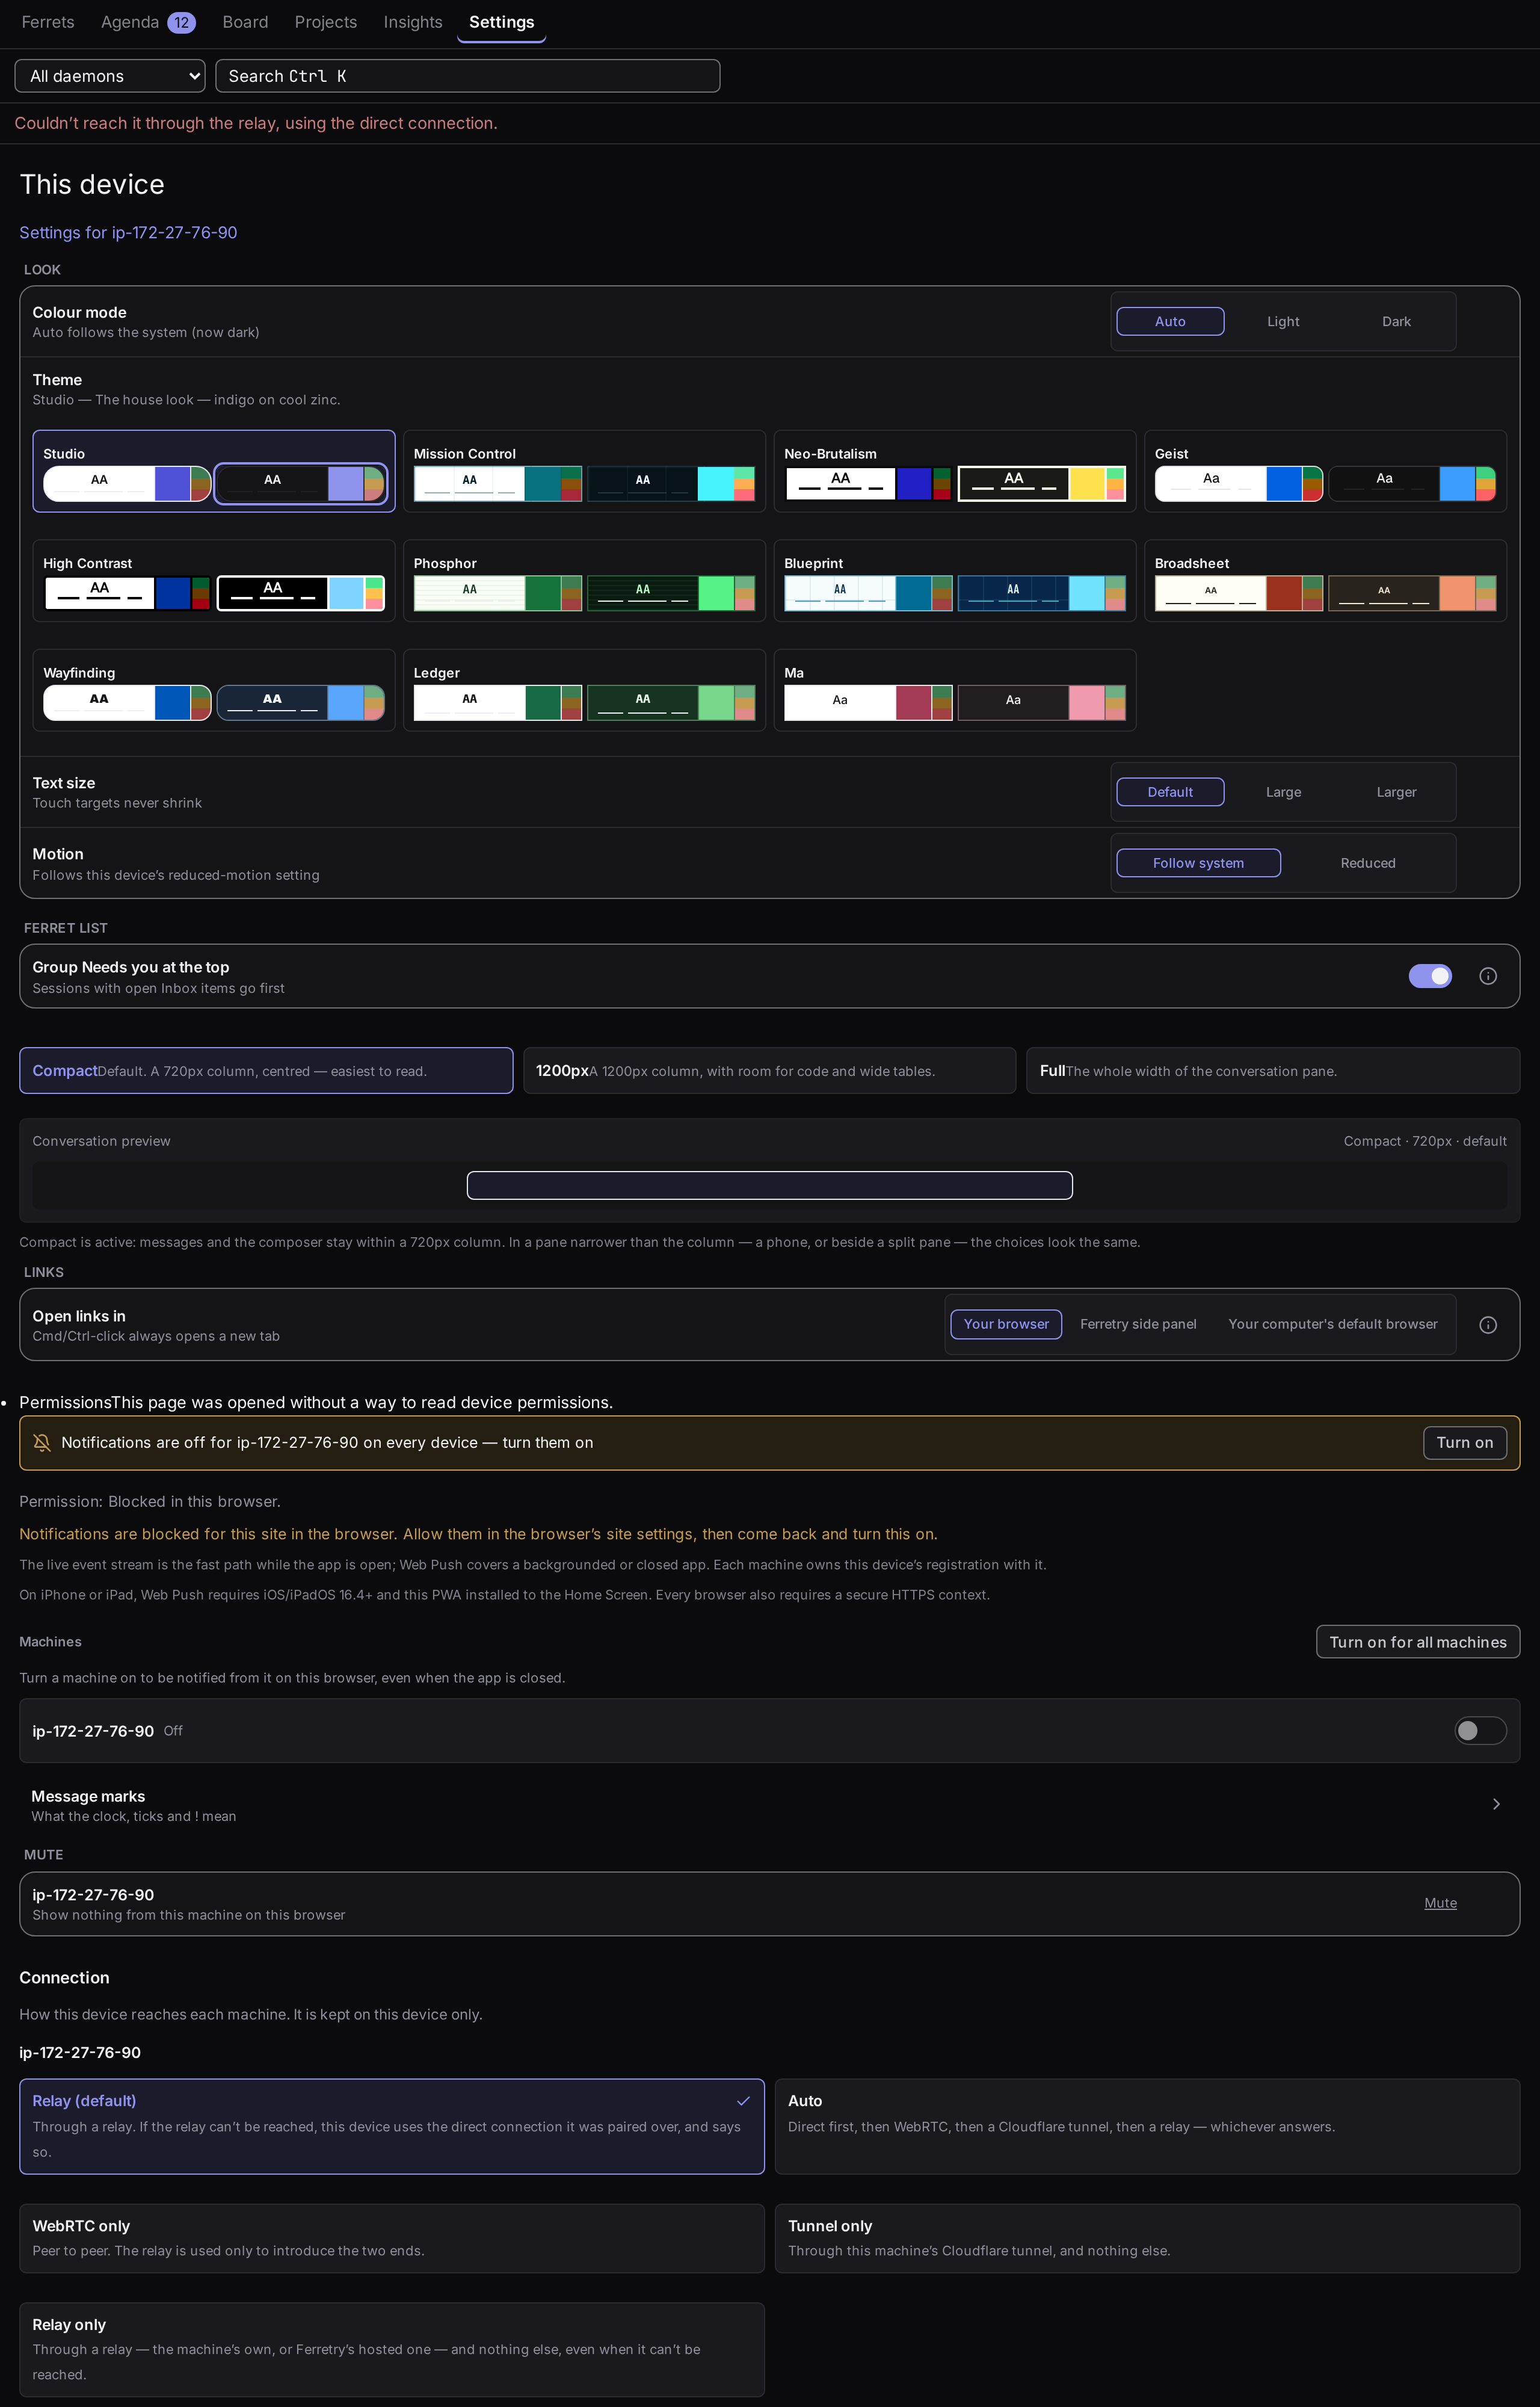 Ferrets Agenda 12 Board Projects Insights Settings
All daemons Search Ctrl K
Couldn’t reach it through the relay, using the direct connection.
This device
Settings for ip-172-27-76-90
LOOK
Colour mode
Auto follows the system (now dark)
Auto Light Dark
Theme
Studio — The house look — indigo on cool zinc.
Studio Mission Control Neo-Brutalism Geist
AA AA AA AA AA AA Aa Aa
High Contrast Phosphor Blueprint Broadsheet
AA AA AA AA AA AA AA AA
Wayfinding Ledger Ma
AA AA AA AA Aa Aa
Text size
Touch targets never shrink
Default Large Larger
Motion
Follows this device’s reduced-motion setting
Follow system Reduced
FERRET LIST
Group Needs you at the top
Sessions with open Inbox items go first
CompactDefault. A 720px column, centred — easiest to read.
1200pxA 1200px column, with room for code and wide tables.
FullThe whole width of the conversation pane.
Conversation preview Compact · 720px · default
Compact is active: messages and the composer stay within a 720px column. In a pane narrower than the column — a phone, or beside a split pane — the choices look the same.
LINKS
Open links in
Cmd/Ctrl-click always opens a new tab
Your browser Ferretry side panel Your computer's default browser
• PermissionsThis page was opened without a way to read device permissions.
Notifications are off for ip-172-27-76-90 on every device — turn them on Turn on
Permission: Blocked in this browser.
Notifications are blocked for this site in the browser. Allow them in the browser’s site settings, then come back and turn this on.
The live event stream is the fast path while the app is open; Web Push covers a backgrounded or closed app. Each machine owns this device’s registration with it.
On iPhone or iPad, Web Push requires iOS/iPadOS 16.4+ and this PWA installed to the Home Screen. Every browser also requires a secure HTTPS context.
Machines Turn on for all machines
Turn a machine on to be notified from it on this browser, even when the app is closed.
ip-172-27-76-90 Off
Message marks
What the clock, ticks and ! mean
MUTE
ip-172-27-76-90
Show nothing from this machine on this browser
Mute
Connection
How this device reaches each machine. It is kept on this device only.
ip-172-27-76-90
Relay (default)
Through a relay. If the relay can’t be reached, this device uses the direct connection it was paired over, and says
so.
Auto
Direct first, then WebRTC, then a Cloudflare tunnel, then a relay — whichever answers.
WebRTC only
Peer to peer. The relay is used only to introduce the two ends.
Tunnel only
Through this machine’s Cloudflare tunnel, and nothing else.
Relay only
Through a relay — the machine’s own, or Ferretry’s hosted one — and nothing else, even when it can’t be
reached.